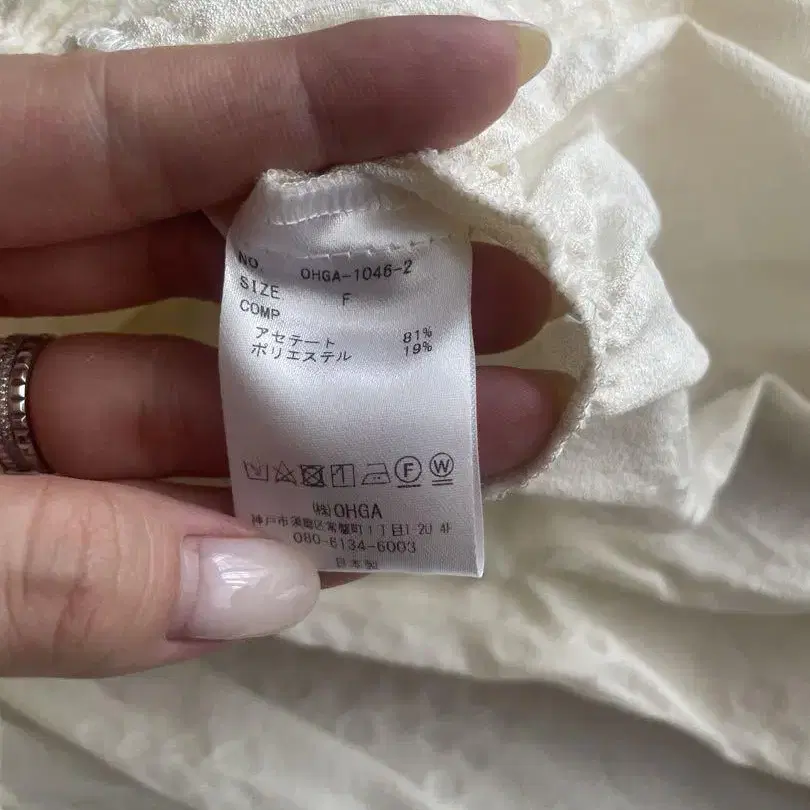 NO. OHGA-1046-2
SIZE F
COMP
アセテート 81%
ポリエステル 19%
F W
㈱OHGA
神戸市須磨区常盤町1丁目1 2U 4F
080-6134-6003
日本製